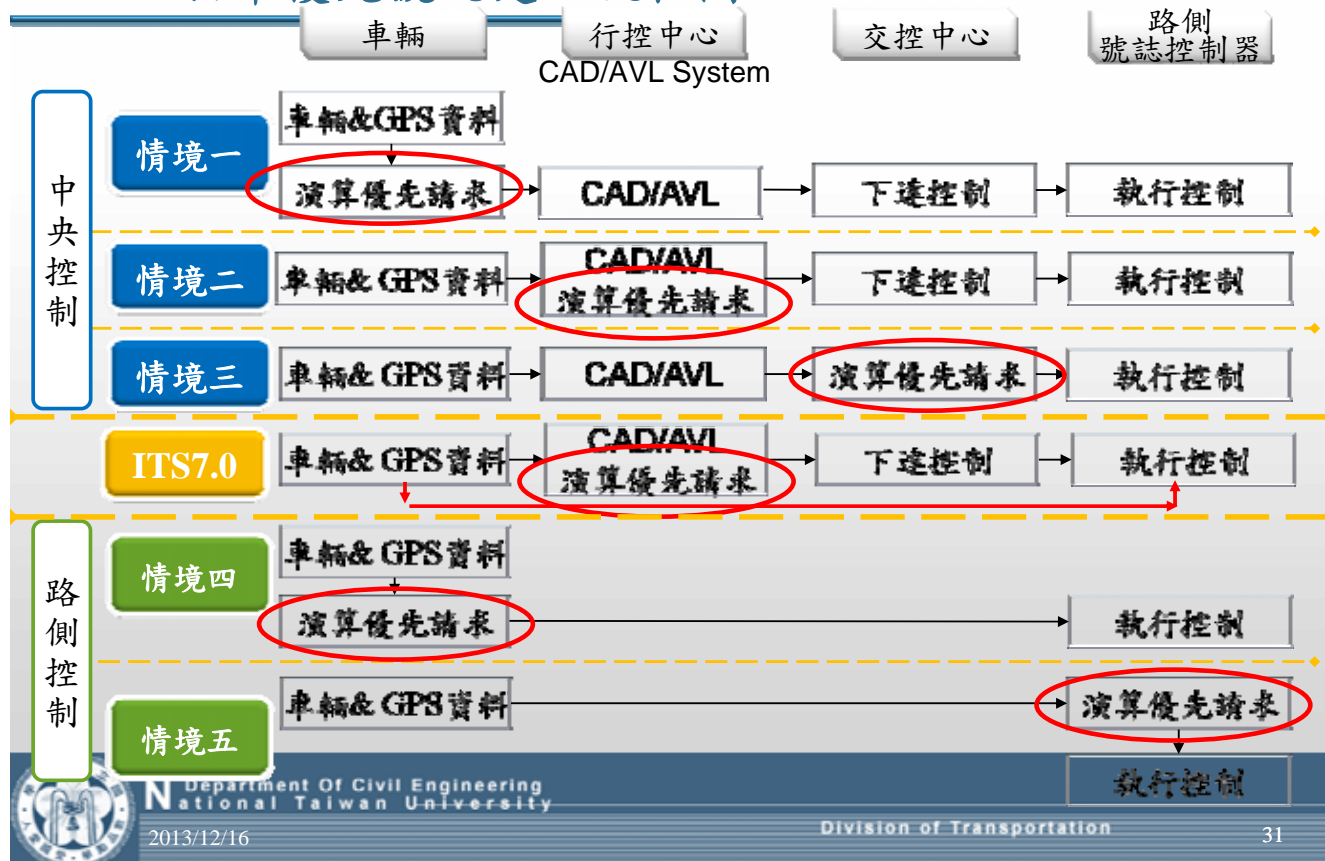 車輛
行控中心
交控中心
路側
號誌控制器
CAD/AVL System
中央控制
情境一
車輛&GPS資料
演算優先請求
CAD/AVL
下達控制
執行控制
情境二
車輛& GPS資料
CAD/AVL
演算優先請求
下達控制
執行控制
情境三
車輛& GPS資料
CAD/AVL
演算優先請求
執行控制
ITS7.0
車輛& GPS資料
CAD/AVL
演算優先請求
下達控制
執行控制
路側控制
情境四
車輛& GPS資料
演算優先請求
執行控制
情境五
車輛& GPS資料
演算優先請求
執行控制
Department Of Civil Engineering
National Taiwan University
2013/12/16
Division of Transportation
31